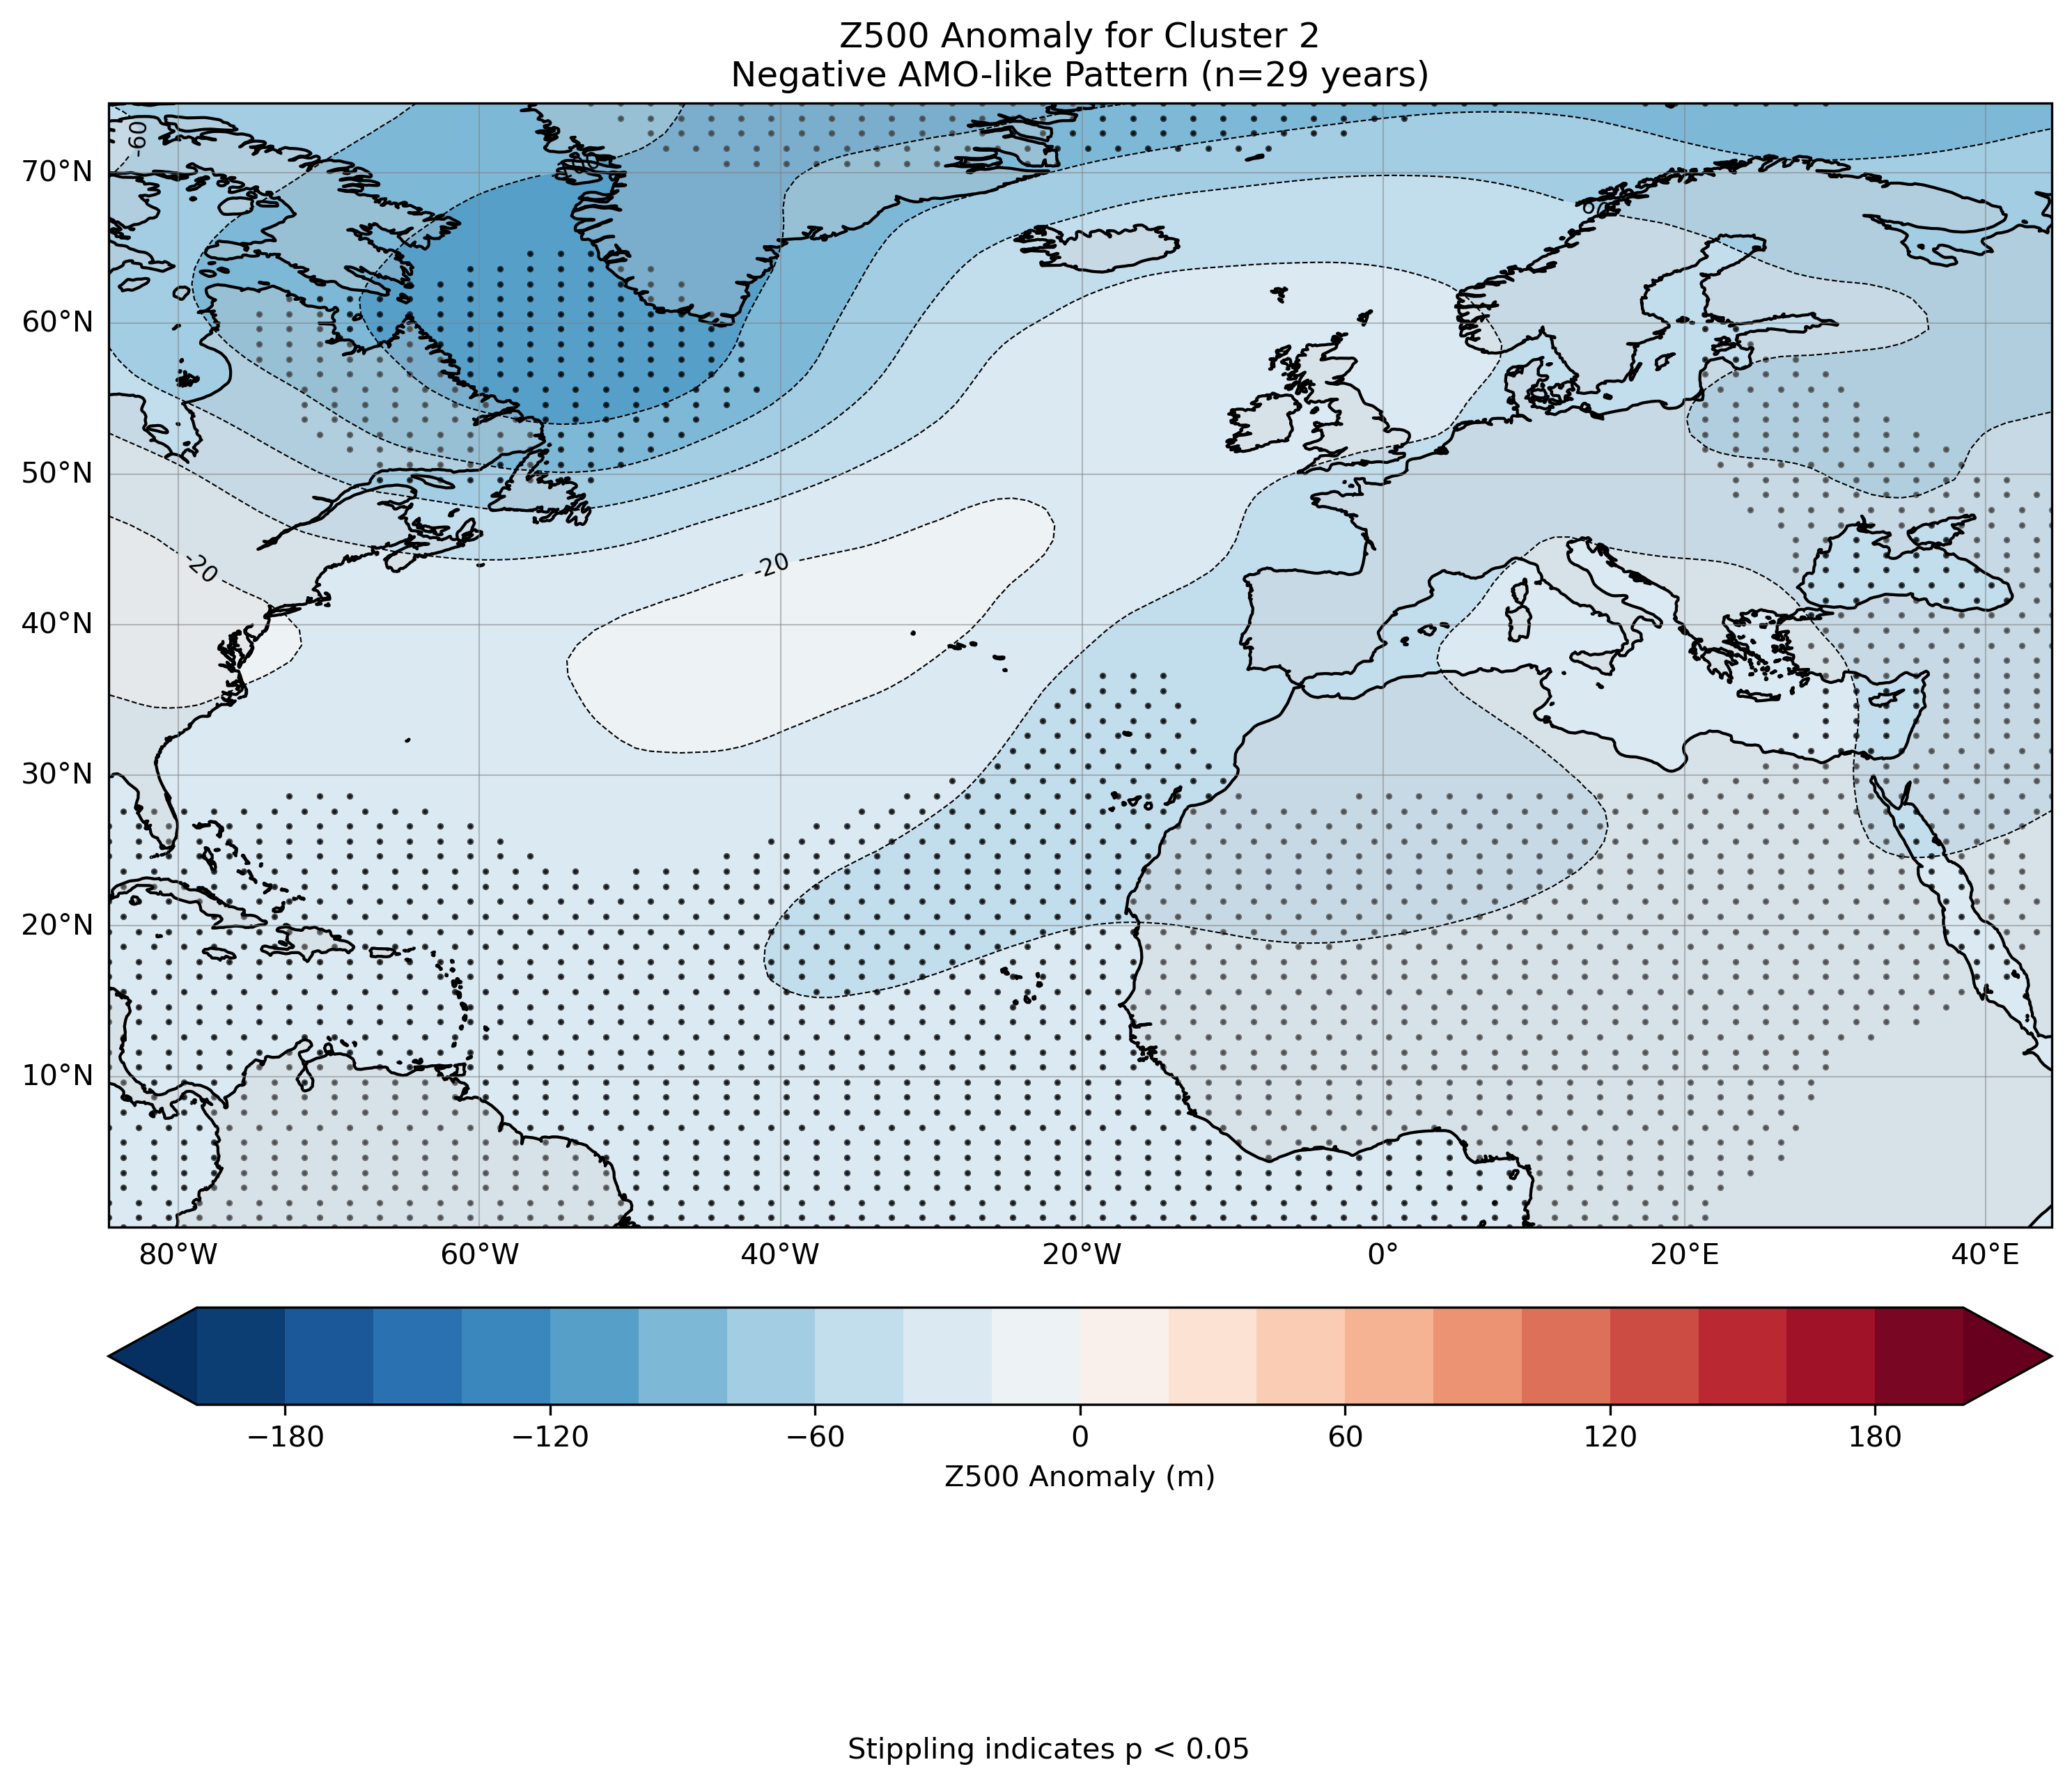 Z500 Anomaly for Cluster 2
Negative AMO-like Pattern (n=29 years)
-60
70°N
60°N
50°N
-20
-20
40°N
30°N
20°N
10°N
80°W 60°W 40°W 20°W 0° 20°E 40°E
−180 −120 −60 0 60 120 180
Z500 Anomaly (m)
Stippling indicates p < 0.05